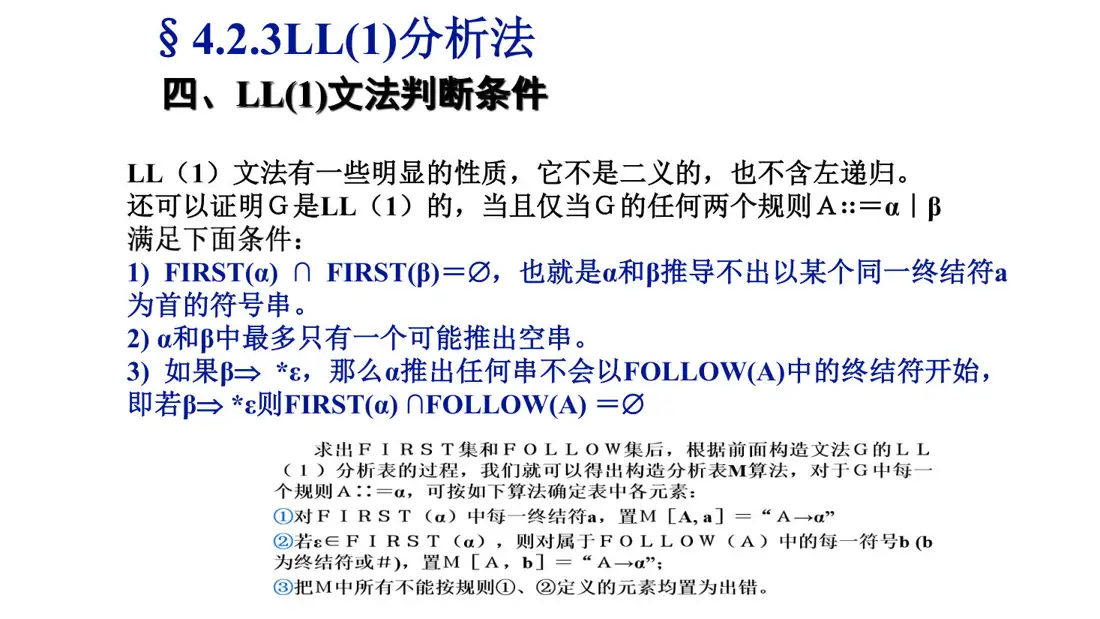 §4.2.3LL(1)分析法
四、LL(1)文法判断条件
LL（1）文法有一些明显的性质，它不是二义的，也不含左递归。
还可以证明Ｇ是LL（1）的，当且仅当Ｇ的任何两个规则Ａ∷＝α∣β
满足下面条件：
1) FIRST(α) ∩ FIRST(β)＝∅，也就是α和β推导不出以某个同一终结符a
为首的符号串。
2) α和β中最多只有一个可能推出空串。
3) 如果β⇒ *ε，那么α推出任何串不会以FOLLOW(A)中的终结符开始，
即若β⇒ *ε则FIRST(α) ∩FOLLOW(A) ＝∅
求出ＦＩＲＳＴ集和ＦＯＬＬＯＷ集后，根据前面构造文法Ｇ的ＬＬ
（１）分析表的过程，我们就可以得出构造分析表M算法，对于Ｇ中每一
个规则Ａ∷＝α，可按如下算法确定表中各元素：
①对ＦＩＲＳＴ（α）中每一终结符a，置Ｍ［A, a］＝“Ａ→α”
②若ε∈ＦＩＲＳＴ（α），则对属于ＦＯＬＬＯＷ（Ａ）中的每一符号b (b
为终结符或＃)，置Ｍ［Ａ，b］＝“Ａ→α”；
③把Ｍ中所有不能按规则①、②定义的元素均置为出错。